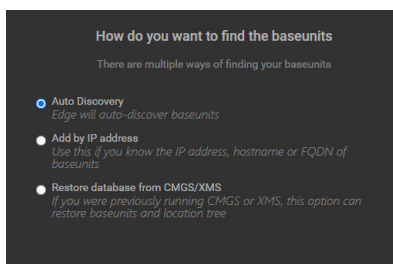 How do you want to find the baseunits
There are multiple ways of finding your baseunits
Auto Discovery
Edge will auto-discover baseunits
Add by IP address
Use this if you know the IP address, hostname or FQDN of
baseunits
Restore database from CMGS/XMS
If you were previously running CMGS or XMS, this option can
restore baseunits and location tree